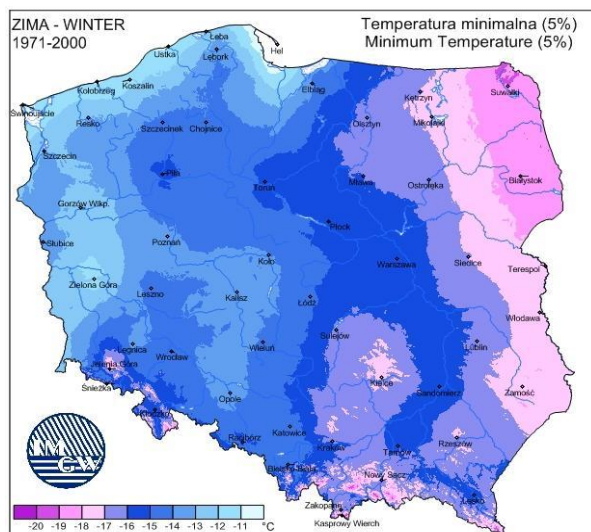 ZIMA - WINTER
1971-2000
Temperatura minimalna (5%)
Minimum Temperature (5%)
Łeba
Hel
Ustka
Lębork
Koszalin
Kołobrzeg
Elbląg
Kętrzyn
Suwałki
Świnoujście
Resko
Szczecinek
Chojnice
Olsztyn
Mikołajki
Szczecin
Piła
Toruń
Mława
Ostrołęka
Białystok
Gorzów Wlkp.
Płock
Słubice
Poznań
Koło
Warszawa
Siedlce
Terespol
Zielona Góra
Leszno
Kalisz
Łódź
Włodawa
Sulejów
Legnica
Wrocław
Wieluń
Lublin
Jelenia Góra
Śnieżka
Kielce
Sandomierz
Zamość
Opole
Kłodzko
Katowice
Racibórz
Kraków
Tarnów
Rzeszów
Bielsko-Biała
Nowy Sącz
Lesko
Zakopane
Kasprowy Wierch
IMGW
-20 -19 -18 -17 -16 -15 -14 -13 -12 -11 °C